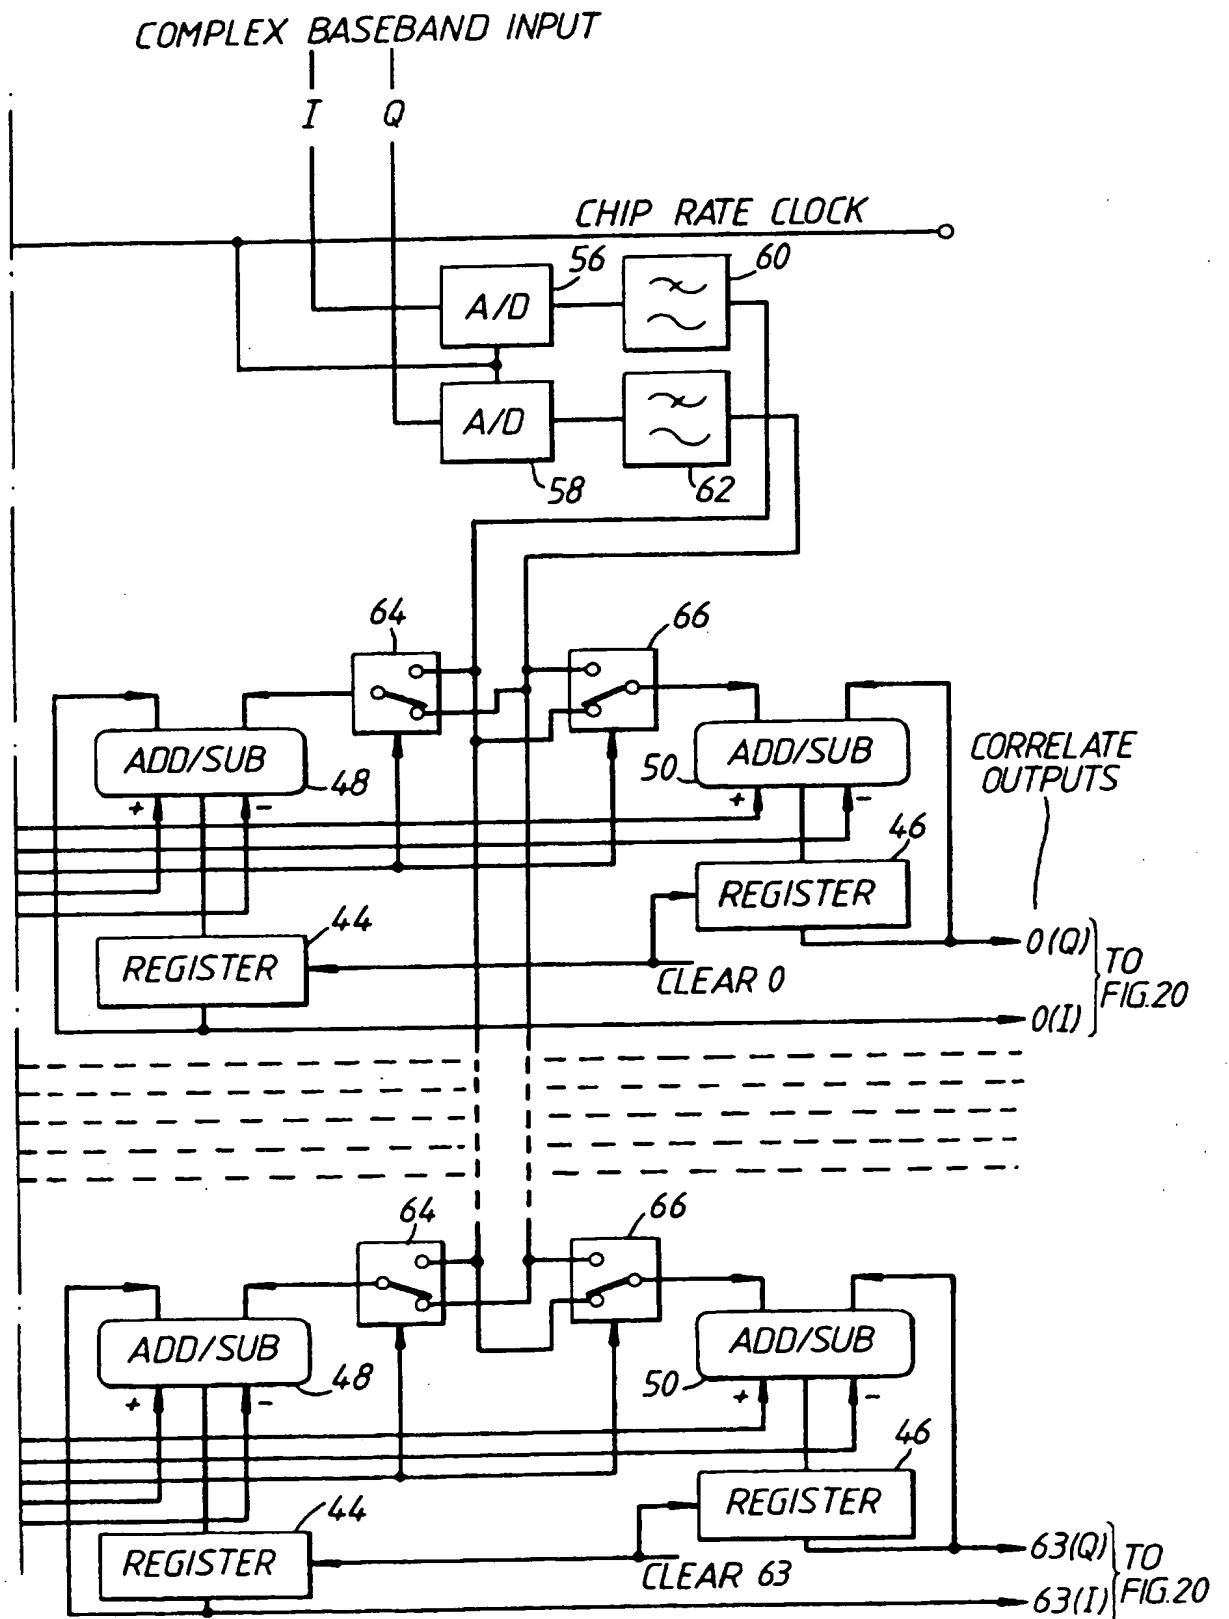 COMPLEX BASEBAND INPUT
I Q
CHIP RATE CLOCK
56
60
A/D
A/D
58
62
64
66
ADD/SUB
48
+ -
ADD/SUB
50
+ -
CORRELATE
OUTPUTS
46
REGISTER
44
REGISTER
CLEAR 0
0(Q)
0(I)
TO
FIG.20
64
66
ADD/SUB
48
+ -
ADD/SUB
50
+ -
46
REGISTER
44
REGISTER
CLEAR 63
63(Q)
63(I)
TO
FIG.20